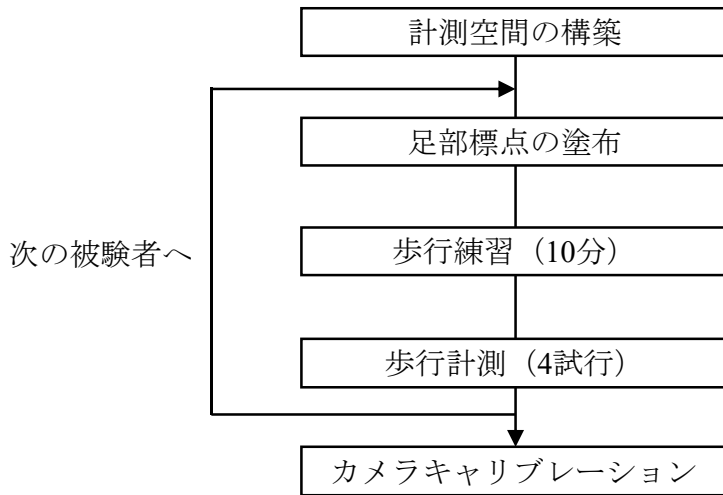 計測空間の構築
足部標点の塗布
次の被験者へ
歩行練習（10分）
歩行計測（4試行）
カメラキャリブレーション